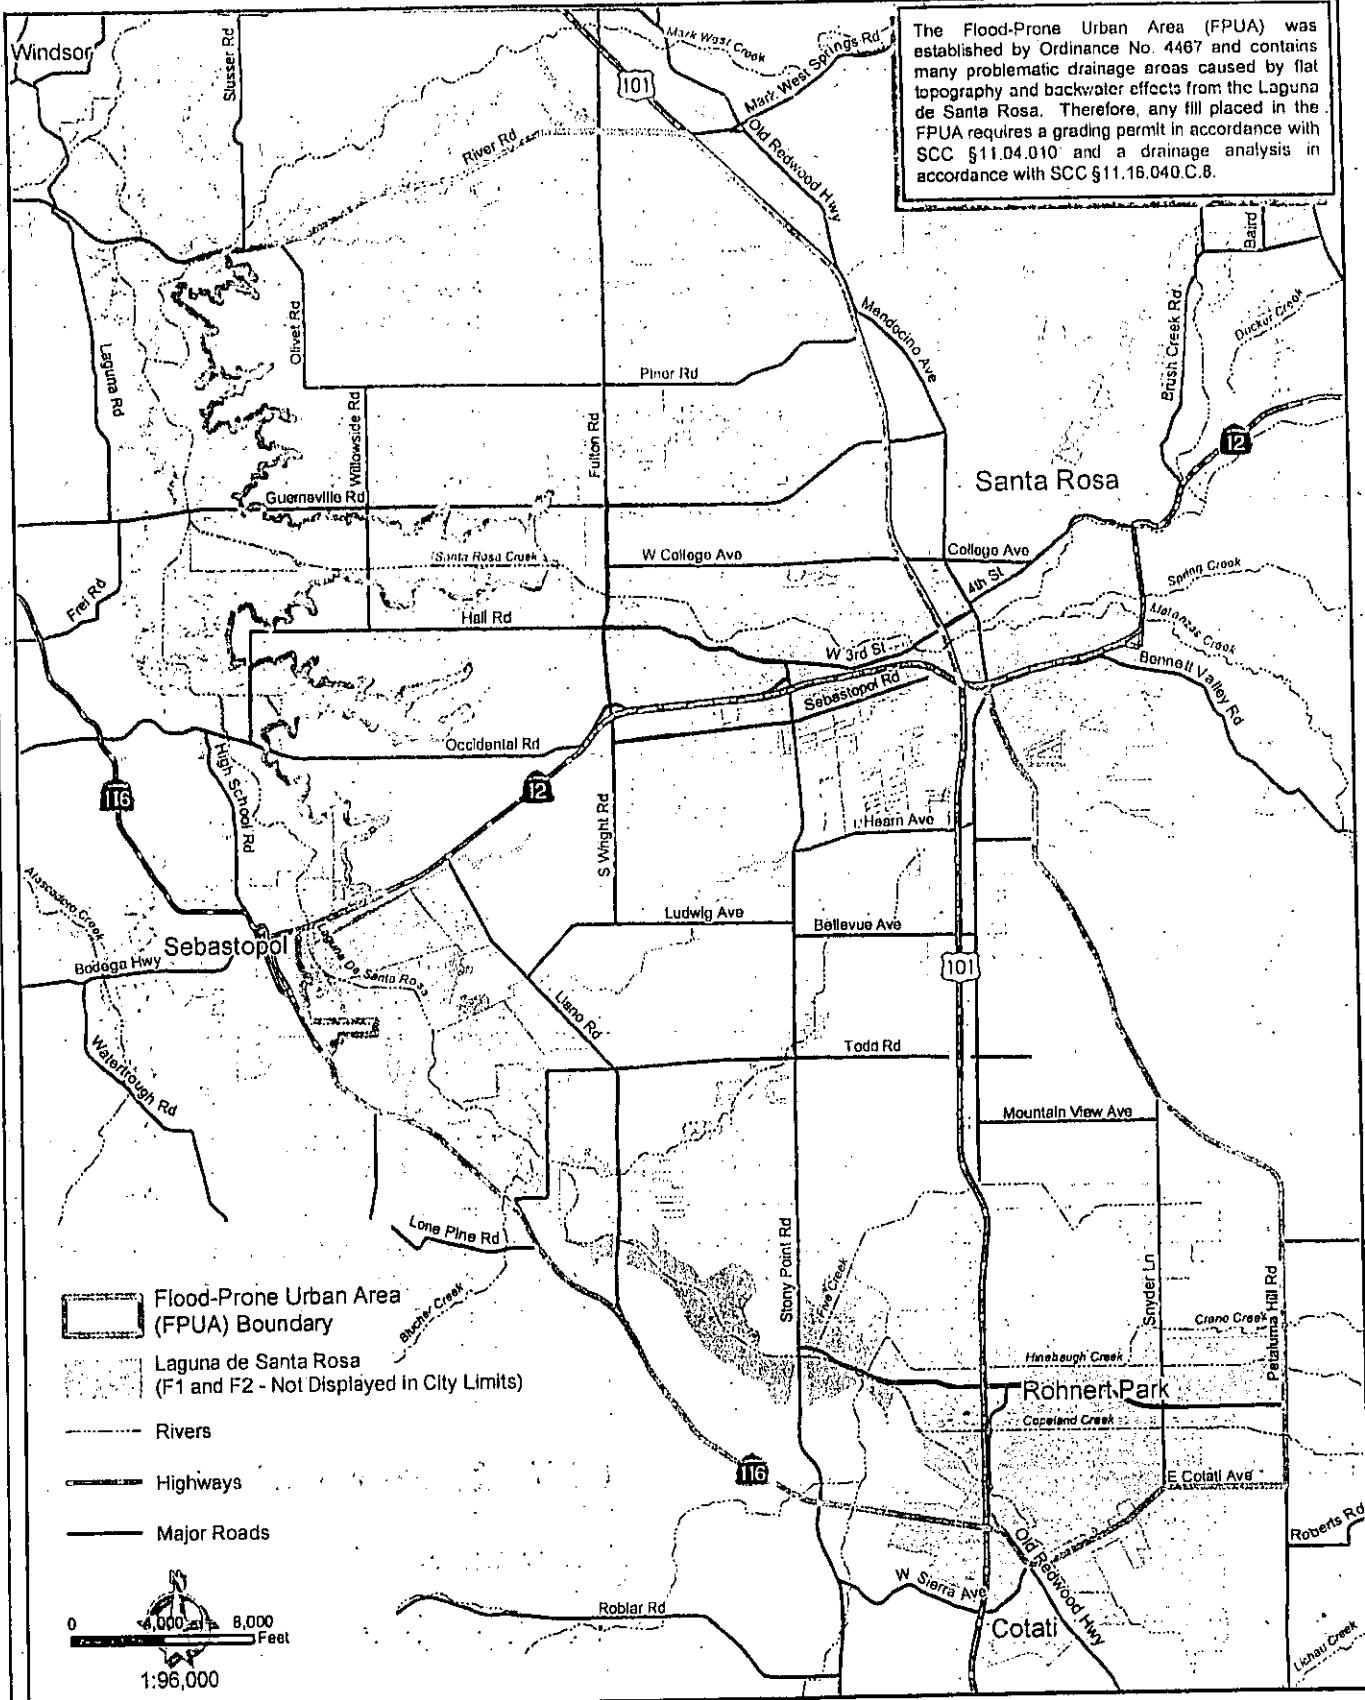 The Flood-Prone Urban Area (FPUA) was
established by Ordinance No. 4467 and contains
many problematic drainage areas caused by flat
topography and backwater effects from the Laguna
de Santa Rosa. Therefore, any fill placed in the
FPUA requires a grading permit in accordance with
SCC §11.04.010 and a drainage analysis in
accordance with SCC §11.16.040.C.8.
Windsor
Slusser Rd
Mark West Creek
Mark West Springs Rd
101
River Rd
Old Redwood Hwy
Baird
Laguna Rd
Olivet Rd
Mendocino Ave
Brush Creek Rd
Ducker Creek
Piner Rd
Willowside Rd
Fulton Rd
12
Guerneville Rd
Santa Rosa
Santa Rosa Creek
W College Ave
College Ave
4th St
Spring Creek
Matanzas Creek
Frei Rd
Hall Rd
W 3rd St
Bennett Valley Rd
Sebastopol Rd
Occidental Rd
High School Rd
116
12
S Wright Rd
Hearn Ave
Atascadero Creek
Ludwig Ave
Bellevue Ave
Sebastopol
Bodega Hwy
Laguna De Santa Rosa
101
Llano Rd
Todd Rd
Watertrough Rd
Mountain View Ave
Lone Pine Rd
Stony Point Rd
Five Creek
Snyder Ln
Petaluma Hill Rd
Crane Creek
Blucher Creek
Hinebaugh Creek
Rohnert Park
Copeland Creek
116
E Cotati Ave
Roberts Rd
Old Redwood Hwy
W Sierra Ave
Roblar Rd
Cotati
Lichau Creek
Flood-Prone Urban Area
(FPUA) Boundary
Laguna de Santa Rosa
(F1 and F2 - Not Displayed in City Limits)
Rivers
Highways
Major Roads
N
0 4,000 8,000
Feet
1:96,000